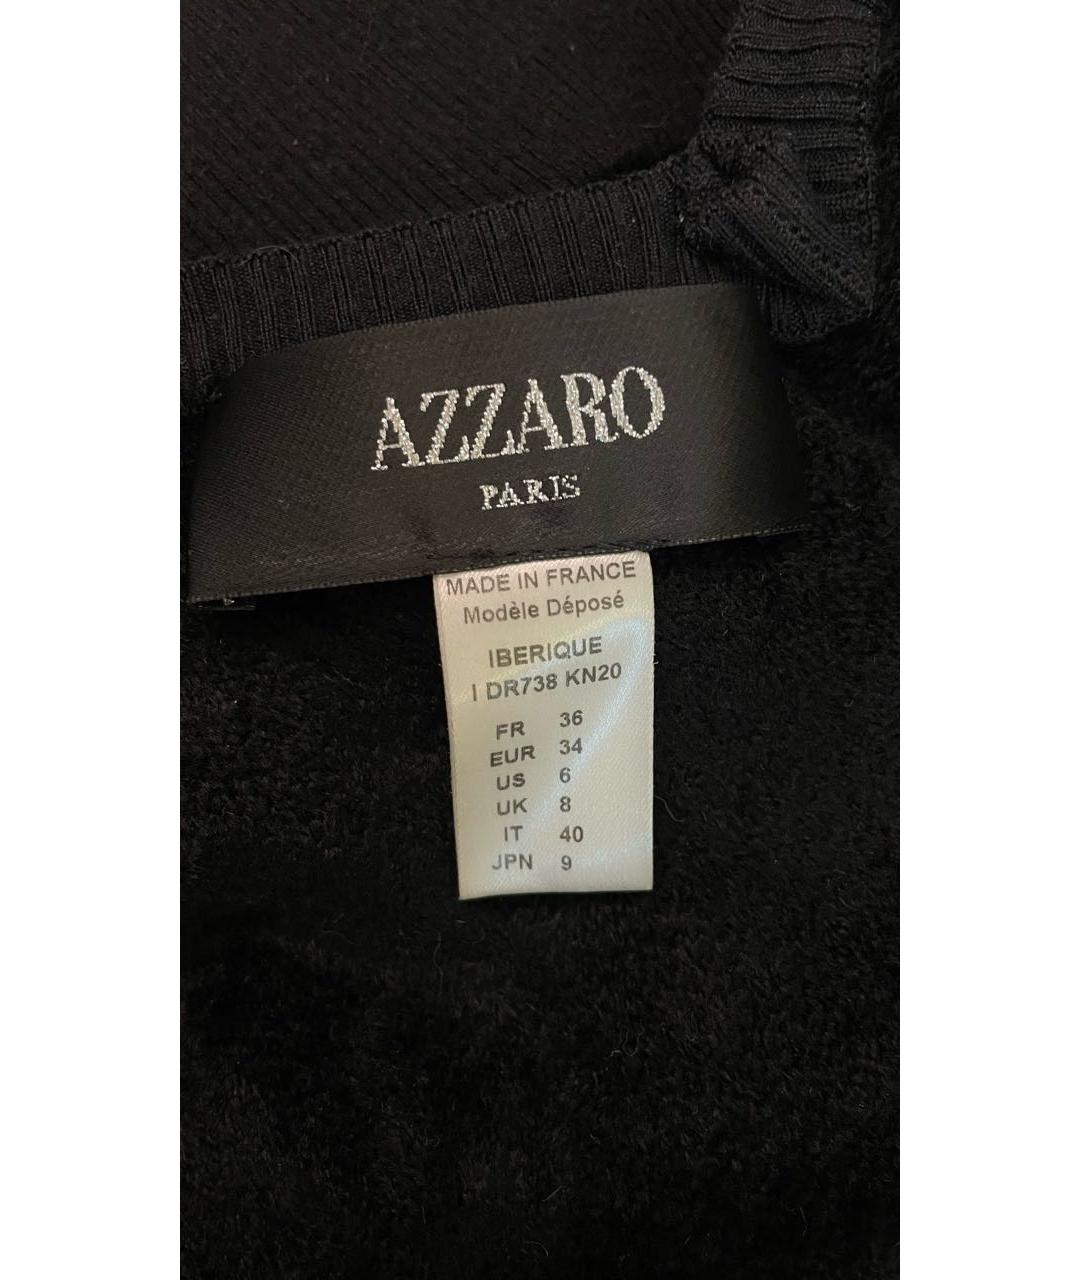 AZZARO
PARIS
MADE IN FRANCE
Modèle Déposé
IBERIQUE
I DR738 KN20
FR 36
EUR 34
US 6
UK 8
IT 40
JPN 9